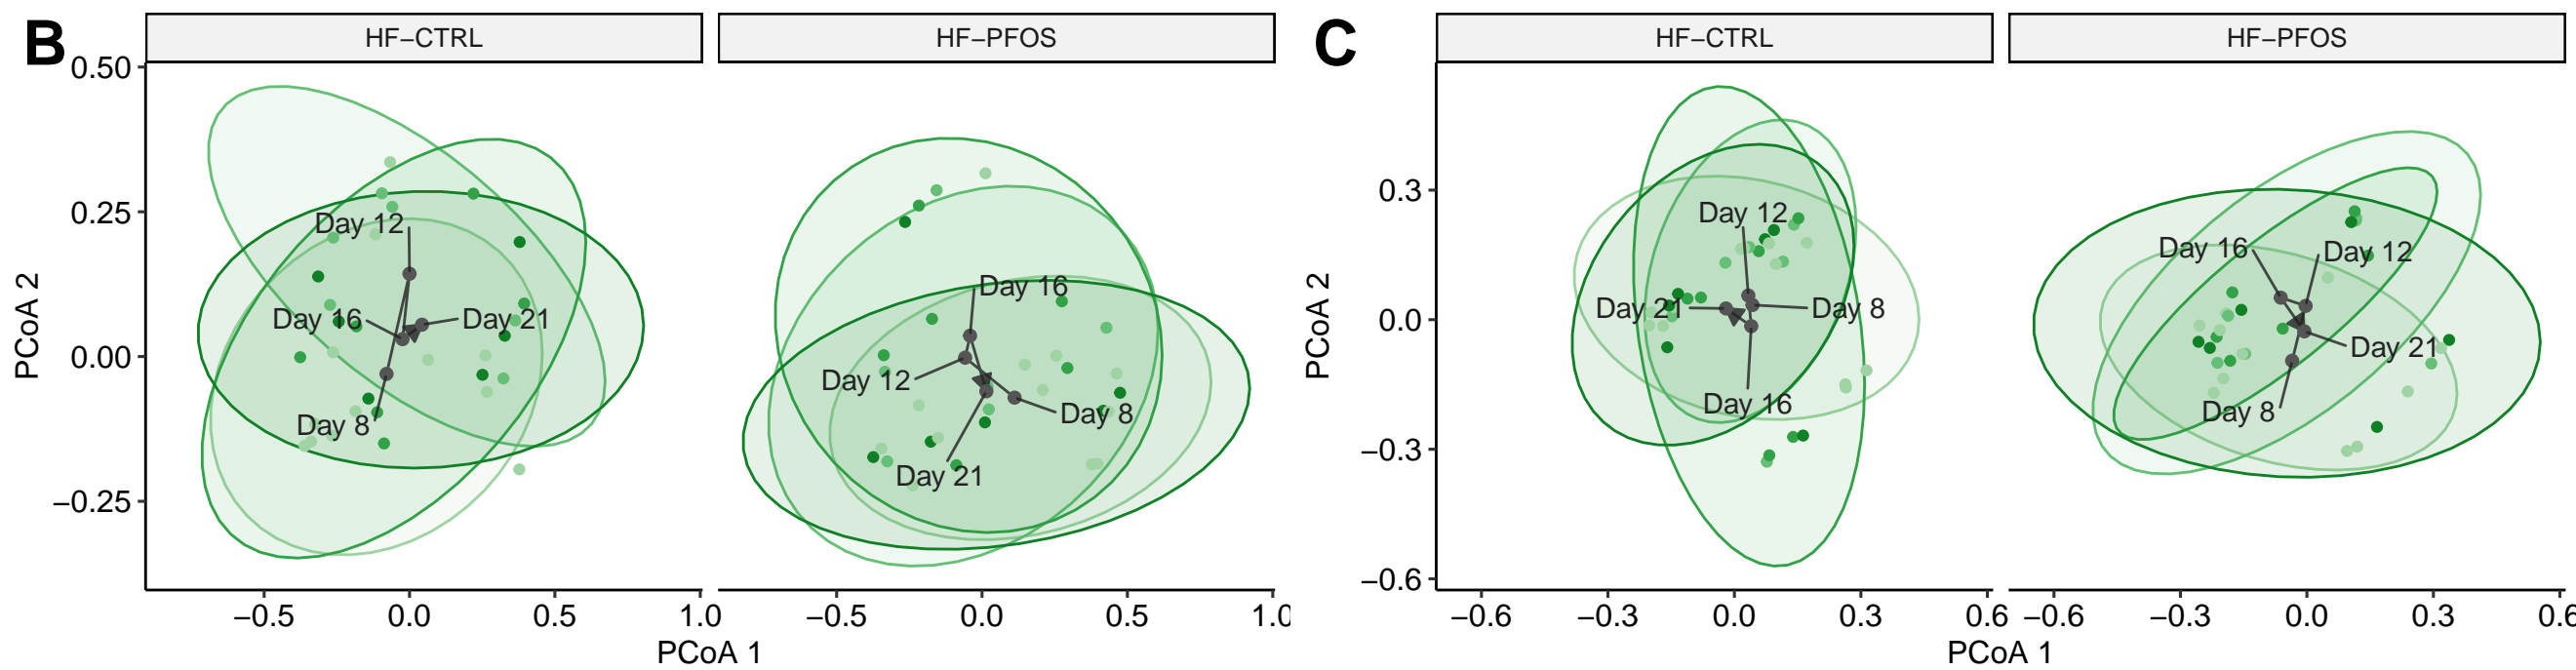 B
HF−CTRL
HF−PFOS
0.50
0.25
0.00
−0.25
PCoA 2
Day 12
Day 16
Day 21
Day 8
Day 16
Day 12
Day 8
Day 21
−0.5
0.0
0.5
1.0
−0.5
0.0
0.5
1.0
PCoA 1
C
HF−CTRL
HF−PFOS
0.3
0.0
−0.3
−0.6
PCoA 2
Day 12
Day 21
Day 8
Day 16
Day 16
Day 12
Day 21
Day 8
−0.6
−0.3
0.0
0.3
0.6
−0.6
−0.3
0.0
0.3
0.6
PCoA 1